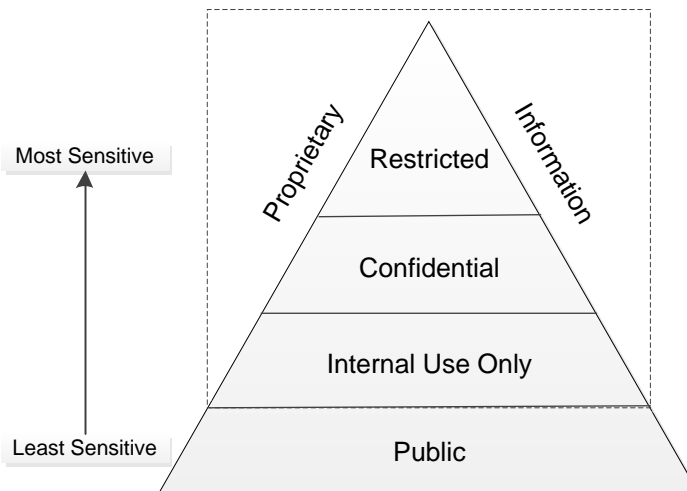 Proprietary
Information
Most Sensitive
Restricted
Confidential
Internal Use Only
Least Sensitive
Public